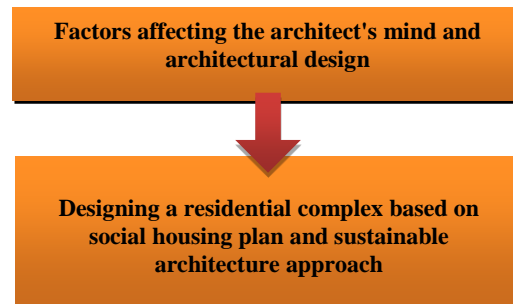 Factors affecting the architect's mind and
architectural design
Designing a residential complex based on
social housing plan and sustainable
architecture approach